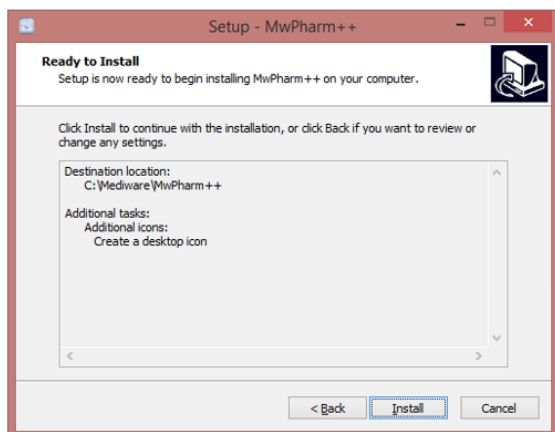 Setup - MwPharm++
Ready to Install
Setup is now ready to begin installing MwPharm++ on your computer.
Click Install to continue with the installation, or click Back if you want to review or
change any settings.
Destination location:
C:\Mediware\MwPharm++
Additional tasks:
Additional icons:
Create a desktop icon
< Back
Install
Cancel